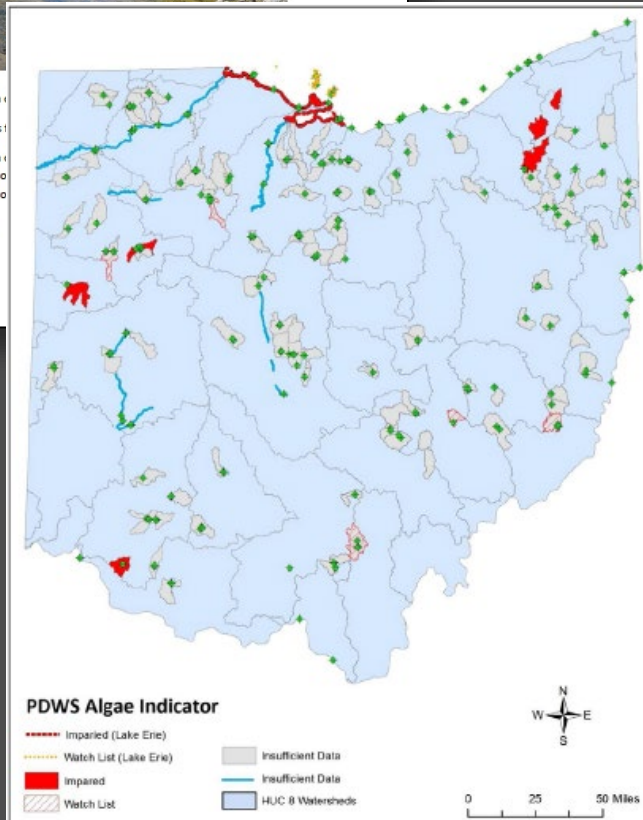 PDWS Algae Indicator
Imparied (Lake Erie)
Watch List (Lake Erie)
Impared
Watch List
Insufficient Data
Insufficient Data
HUC 8 Watersheds
N
W E
S
0 25 50 Miles